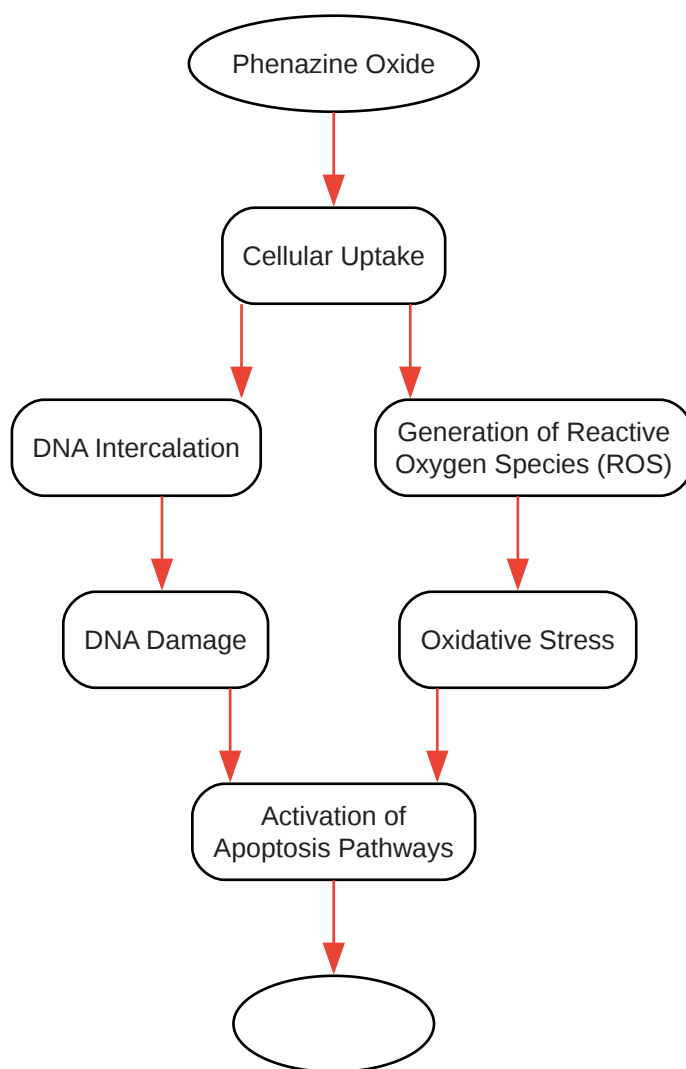 Phenazine Oxide
Cellular Uptake
DNA Intercalation
Generation of Reactive
Oxygen Species (ROS)
DNA Damage
Oxidative Stress
Activation of
Apoptosis Pathways